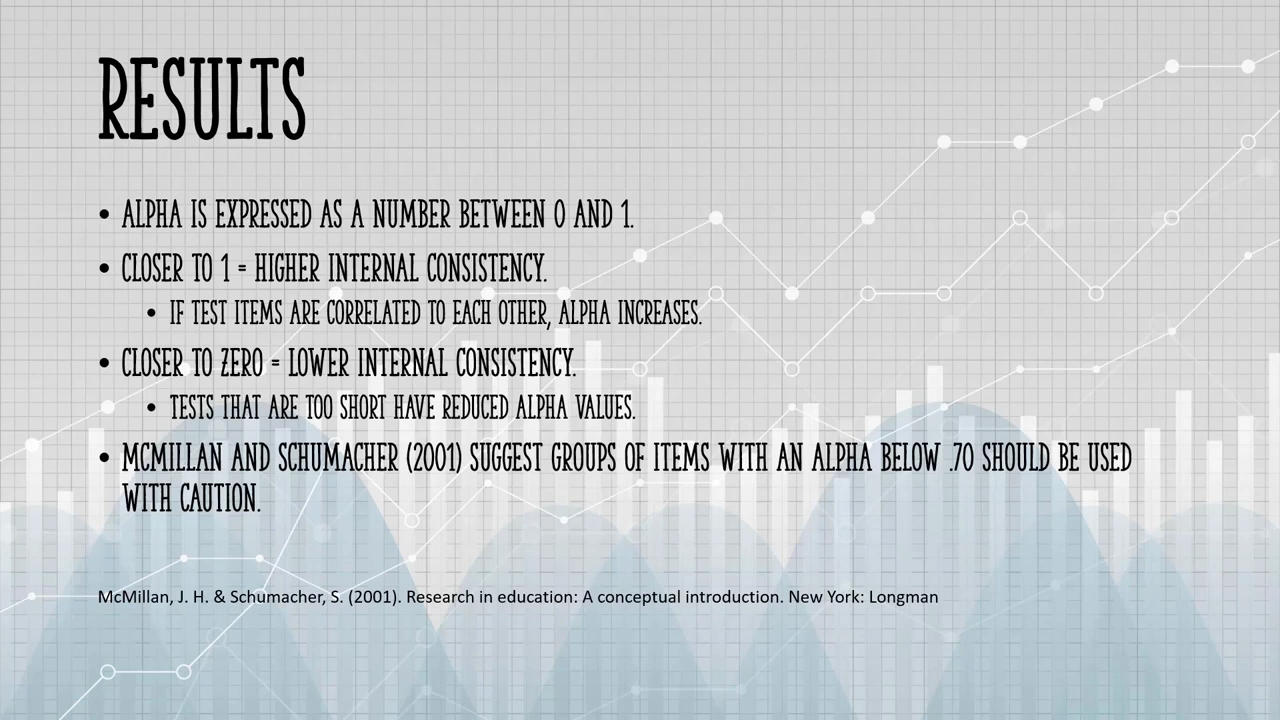 RESULTS
• ALPHA IS EXPRESSED AS A NUMBER BETWEEN 0 AND 1.
• CLOSER TO 1 = HIGHER INTERNAL CONSISTENCY.
• IF TEST ITEMS ARE CORRELATED TO EACH OTHER, ALPHA INCREASES.
• CLOSER TO ZERO = LOWER INTERNAL CONSISTENCY.
• TESTS THAT ARE TOO SHORT HAVE REDUCED ALPHA VALUES.
• MCMILLAN AND SCHUMACHER (2001) SUGGEST GROUPS OF ITEMS WITH AN ALPHA BELOW .70 SHOULD BE USED
WITH CAUTION.
McMillan, J. H. & Schumacher, S. (2001). Research in education: A conceptual introduction. New York: Longman